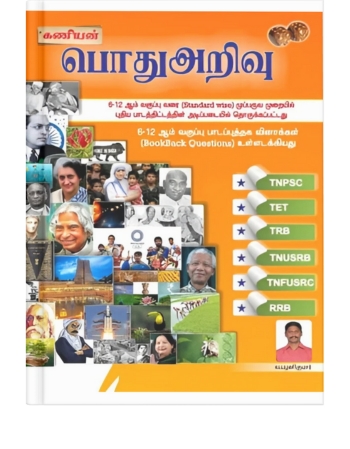 கணியன்
பொதுஅறிவு
6-12 ஆம் வகுப்பு வரை (Standard wise) முப்பருவ முறையில்
புதிய பாடத்திட்டத்தின் அடிப்படையில் தொகுக்கப்பட்டது
6-12 ஆம் வகுப்பு பாடப்புத்தக வினாக்கள்
(BookBack Questions) உள்ளடக்கியது
TNPSC
TET
TRB
TNUSRB
TNFUSRC
RRB